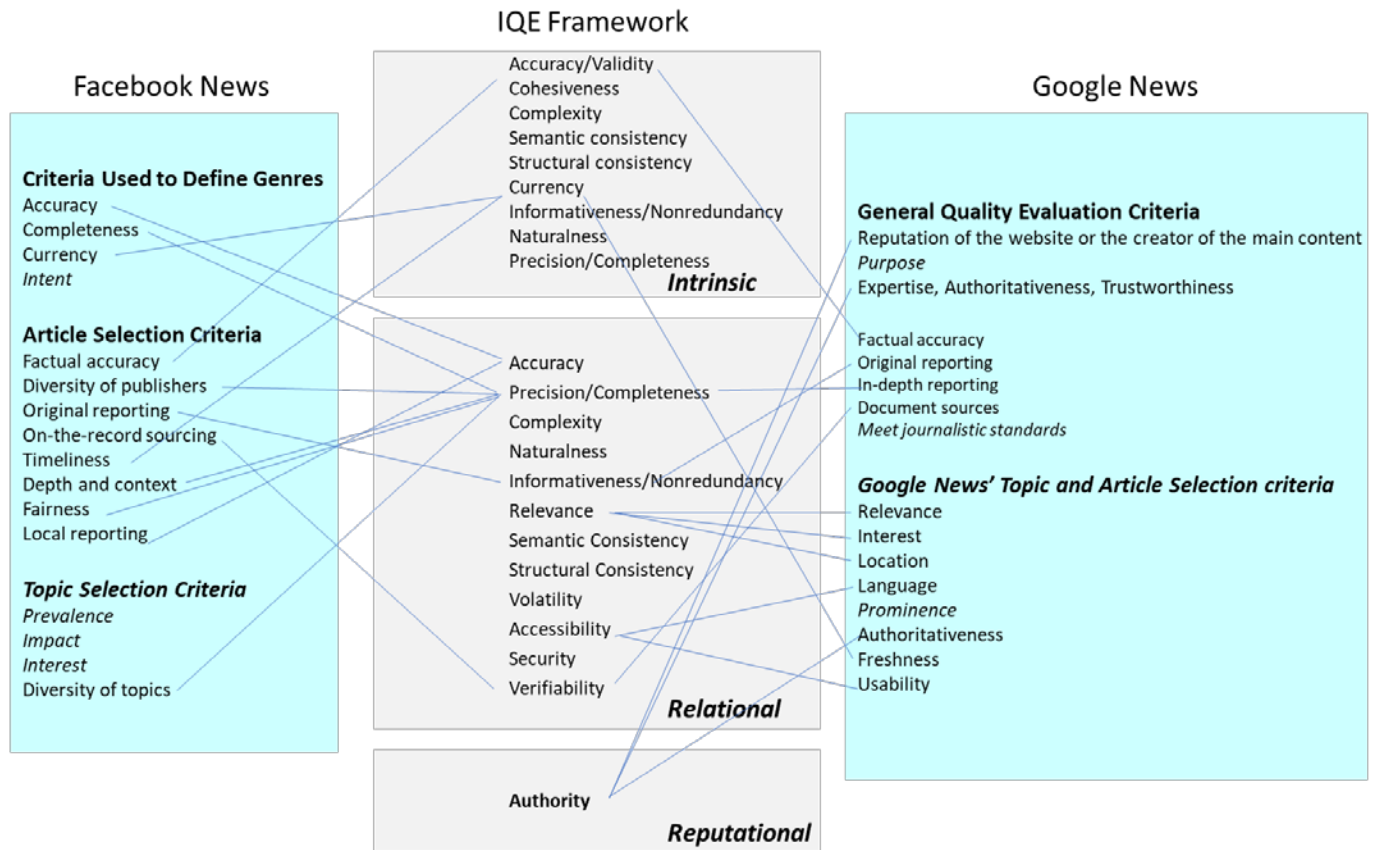 IQE Framework
Facebook News
Google News
Criteria Used to Define Genres
Accuracy
Completeness
Currency
Intent
Article Selection Criteria
Factual accuracy
Diversity of publishers
Original reporting
On-the-record sourcing
Timeliness
Depth and context
Fairness
Local reporting
Topic Selection Criteria
Prevalence
Impact
Interest
Diversity of topics
Accuracy/Validity
Cohesiveness
Complexity
Semantic consistency
Structural consistency
Currency
Informativeness/Nonredundancy
Naturalness
Precision/Completeness
Intrinsic
Accuracy
Precision/Completeness
Complexity
Naturalness
Informativeness/Nonredundancy
Relevance
Semantic Consistency
Structural Consistency
Volatility
Accessibility
Security
Verifiability
Relational
Authority
Reputational
General Quality Evaluation Criteria
Reputation of the website or the creator of the main content
Purpose
Expertise, Authoritativeness, Trustworthiness
Factual accuracy
Original reporting
In-depth reporting
Document sources
Meet journalistic standards
Google News' Topic and Article Selection criteria
Relevance
Interest
Location
Language
Prominence
Authoritativeness
Freshness
Usability